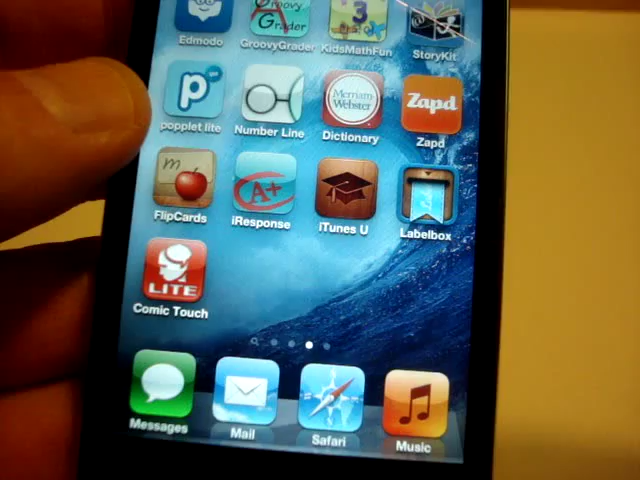 Edmodo GroovyGrader KidsMathFun StoryKit
Groovy
Grader
3
p
popplet lite Number Line Dictionary Zapd
Merriam-
Webster
Zapd
m
A+
FlipCards iResponse iTunes U Labelbox
LITE
Comic Touch
Messages Mail Safari Music